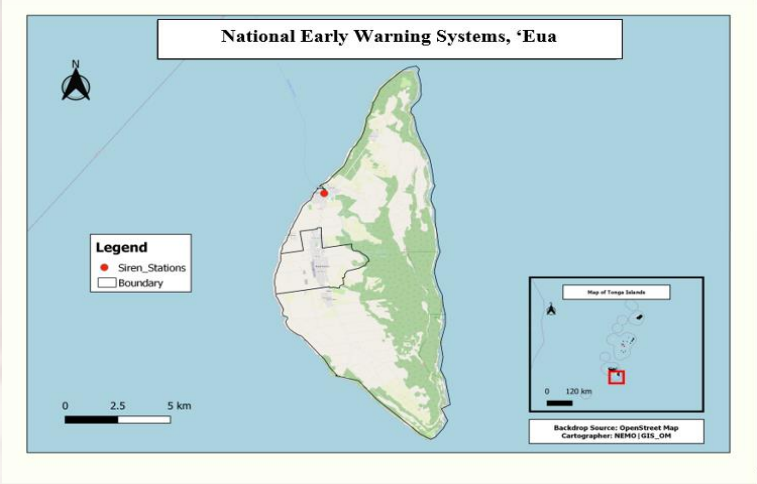 National Early Warning Systems, ‘Eua
N
Legend
Siren_Stations
Boundary
0 2.5 5 km
Map of Tonga Islands
0 120 km
Backdrop Source: OpenStreet Map
Cartographer: NEMO|GIS_OM